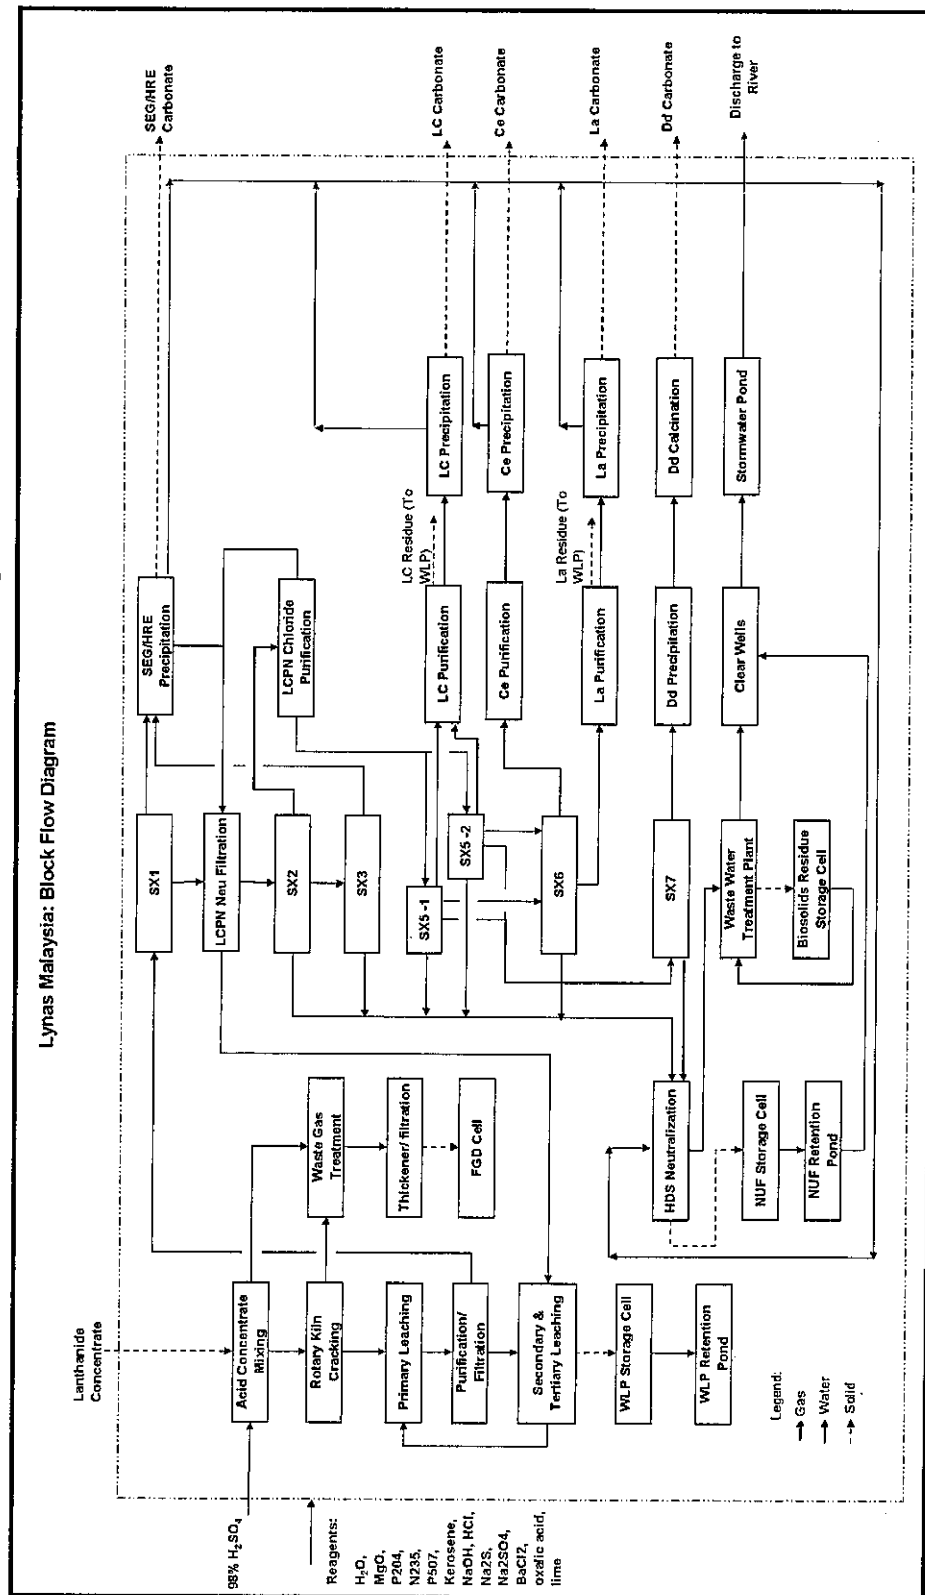 Lynas Malaysia: Block Flow Diagram
Lanthanide
Concentrate
98% H₂SO₄
Reagents:
H₂O,
MgO,
P204,
N235,
P507,
Kerosene,
NaOH, HCl,
Na2S,
Na2SO4,
BaCl2,
oxalic acid,
lime
Acid Concentrate
Mixing
Rotary Kiln
Cracking
Primary Leaching
Purification/
Filtration
Secondary &
Tertiary Leaching
WLP Storage Cell
WLP Retention
Pond
Legend:
Gas
Water
Solid
Waste Gas
Treatment
Thickener/ filtration
FGD Cell
HDS Neutralization
NUF Storage Cell
NUF Retention
Pond
SX1
LCPN Neu Filtration
SX2
SX3
SX5 -1
SX5 -2
SX6
SX7
Waste Water
Treatment Plant
Biosolids Residue
Storage Cell
SEG/HRE
Precipitation
LCPN Chloride
Purification
LC Purification
Ce Purification
La Purification
Dd Precipitation
Clear Wells
LC Residue (To
WLP)
La Residue (To
WLP)
LC Precipitation
Ce Precipitation
La Precipitation
Dd Calcination
Stormwater Pond
SEG/HRE
Carbonate
LC Carbonate
Ce Carbonate
La Carbonate
Dd Carbonate
Discharge to
River